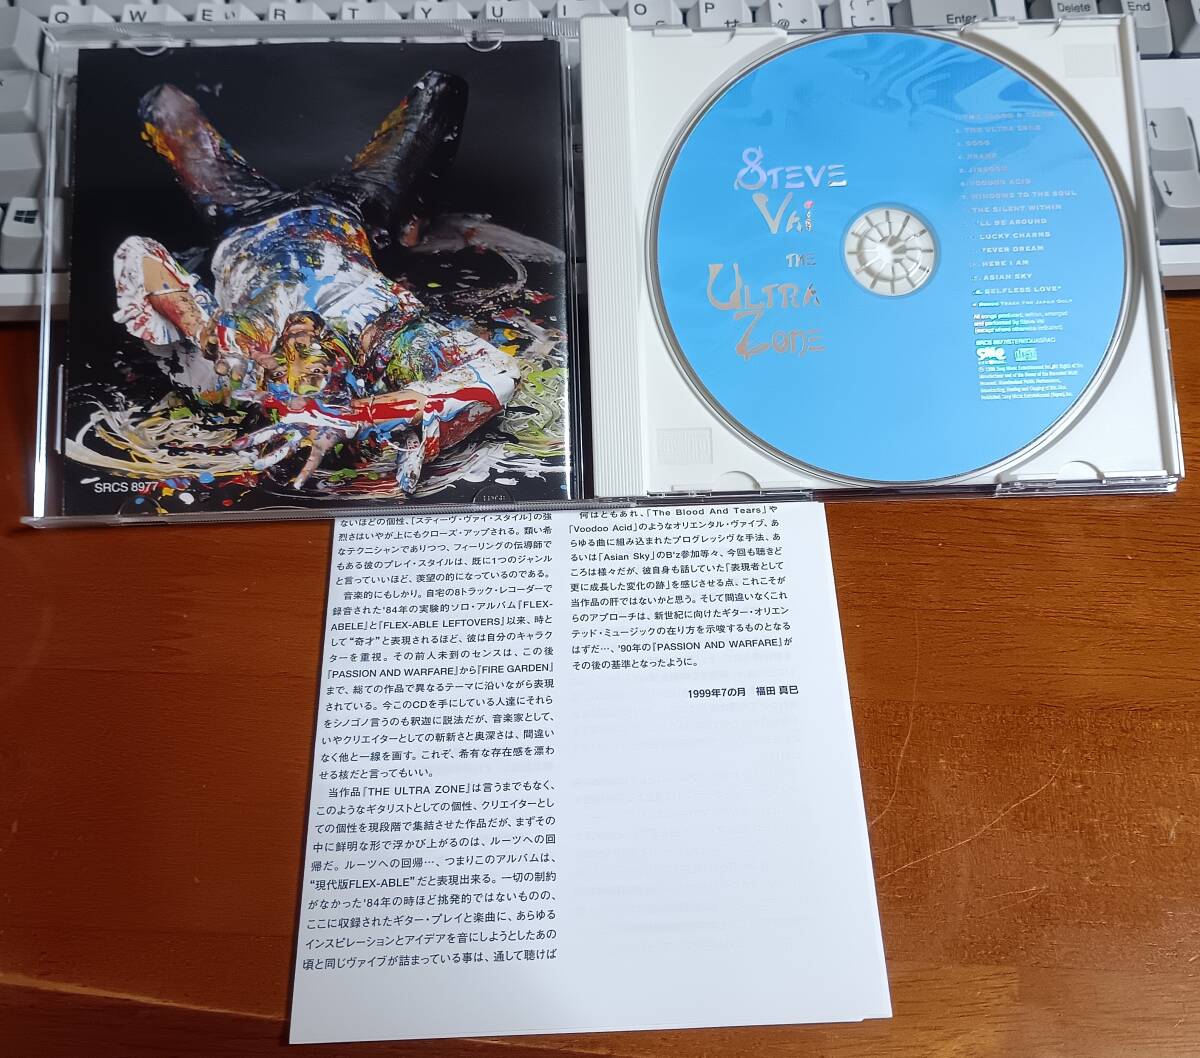 Q W E R T Y U I O P
Enter
Delete
End
SRCS 8977
STEVE
VAI
THE
ULTRA
ZONE
2. THE ULTRA ZONE
3. OOOO
5. JIBBOOM
6. VOODOO ACID
7. WINDOWS TO THE SOUL
THE SILENT WITHIN
I'LL BE AROUND
LUCKY CHARMS
FEVER DREAM
HERE I AM
ASIAN SKY
SELFLESS LOVE*
All songs produced, written, arranged
and performed by Steve Vai
ないほどの個性、[スティーヴ・ヴァイ・スタイル]の強
烈さはいやが上にもクローズ・アップされる。類い希
なテクニシャンでありつつ、フィーリングの伝導師で
もある彼のプレイ・スタイルは、既に1つのジャンル
と言っていいほど、羨望の的になっているのである。
音楽的にもしかり。自宅の8トラック・レコーダーで
録音された'84年の実験的ソロ・アルバム『FLEX-
ABELE』と『FLEX-ABLE LEFTOVERS』以来、時と
して“奇才”と表現されるほど、彼は自分のキャラク
ターを重視。その前人未到のセンスは、この後
『PASSION AND WARFARE』から『FIRE GARDEN』
まで、総ての作品で異なるテーマに沿いながら表現
されている。今このCDを手にしている人達にそれら
をシノゴノ言うのも釈迦に説法だが、音楽家として、
いやクリエイターとしての斬新さと奥深さは、間違い
なく他と一線を画す。これぞ、希有な存在感を漂わ
せる核だと言ってもいい。
当作品『THE ULTRA ZONE』は言うまでもなく、
このようなギタリストとしての個性、クリエイターとし
ての個性を現段階で集結させた作品だが、まずその
中に鮮明な形で浮かび上がるのは、ルーツへの回
帰だ。ルーツへの回帰…、つまりこのアルバムは、
“現代版FLEX-ABLE”だと表現出来る。一切の制約
がなかった'84年の時ほど挑発的ではないものの、
ここに収録されたギター・プレイと楽曲に、あらゆる
インスピレーションとアイデアを音にしようとしたあの
頃と同じヴァイブが詰まっている事は、通して聴けば
何はともあれ、「The Blood And Tears」や
「Voodoo Acid」のようなオリエンタル・ヴァイブ、あ
らゆる曲に組み込まれたプログレッシヴな手法、あ
るいは「Asian Sky」のB'z参加等々、今回も聴きど
ころは様々だが、彼自身も話していた「表現者として
更に成長した変化の跡」を感じさせる点、これこそが
当作品の肝ではないかと思う。そして間違いなくこれ
らのアプローチは、新世紀に向けたギター・オリエン
テッド・ミュージックの在り方を示唆するものとなる
はずだ…、'90年の『PASSION AND WARFARE』が
その後の基準となったように。
1999年7の月 福田 真巳